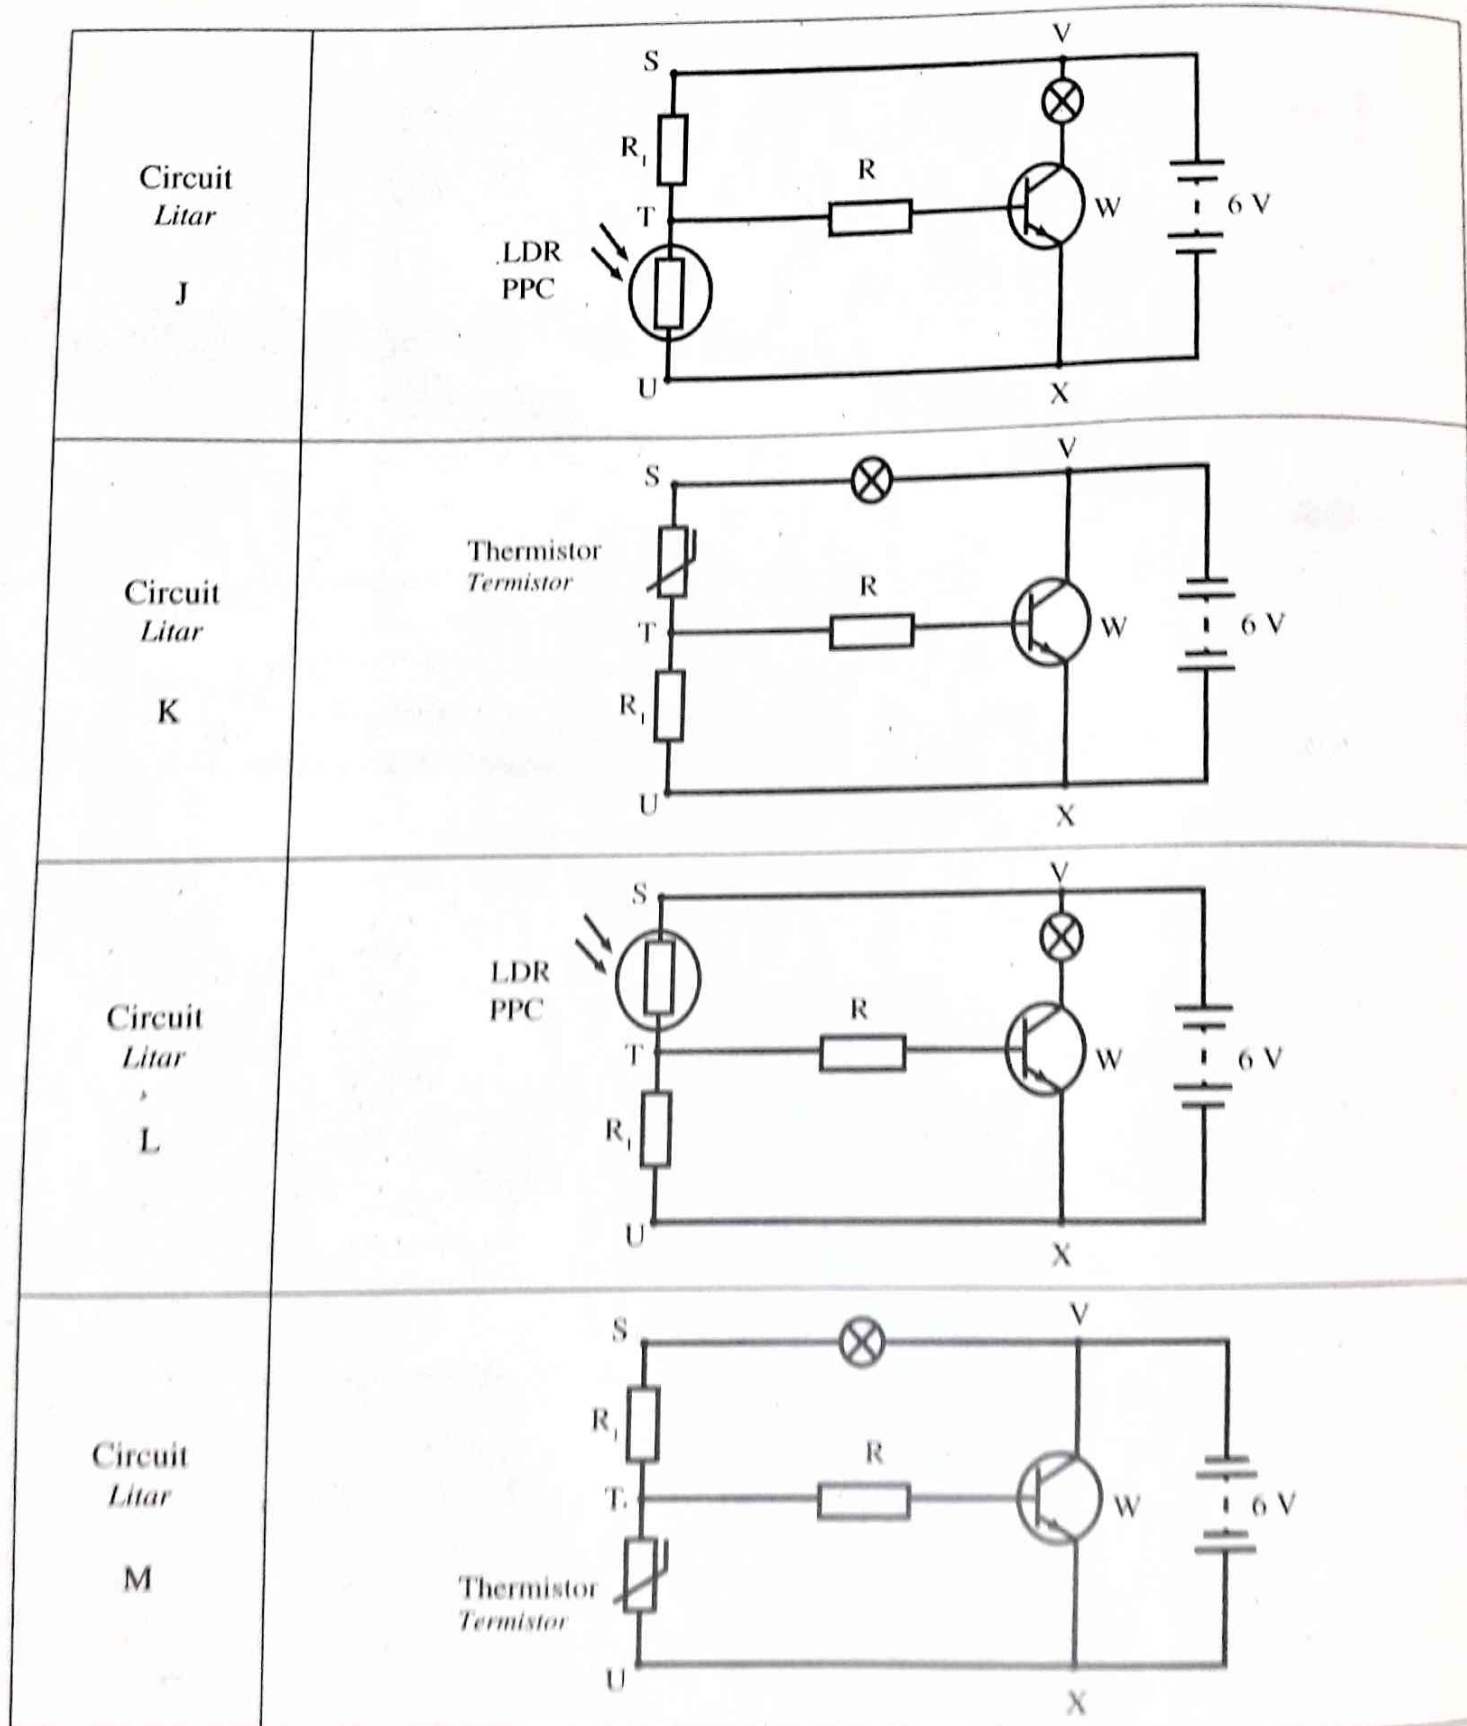 Circuit
Litar
J
S
V
R₁
R
T
W
6 V
LDR
PPC
U
X
Circuit
Litar
K
S
V
Thermistor
Termistor
R
T
W
6 V
R₁
U
X
Circuit
Litar
L
S
V
LDR
PPC
R
T
W
6 V
R₁
U
X
Circuit
Litar
M
S
V
R₁
R
T
W
6 V
Thermistor
Termistor
U
X